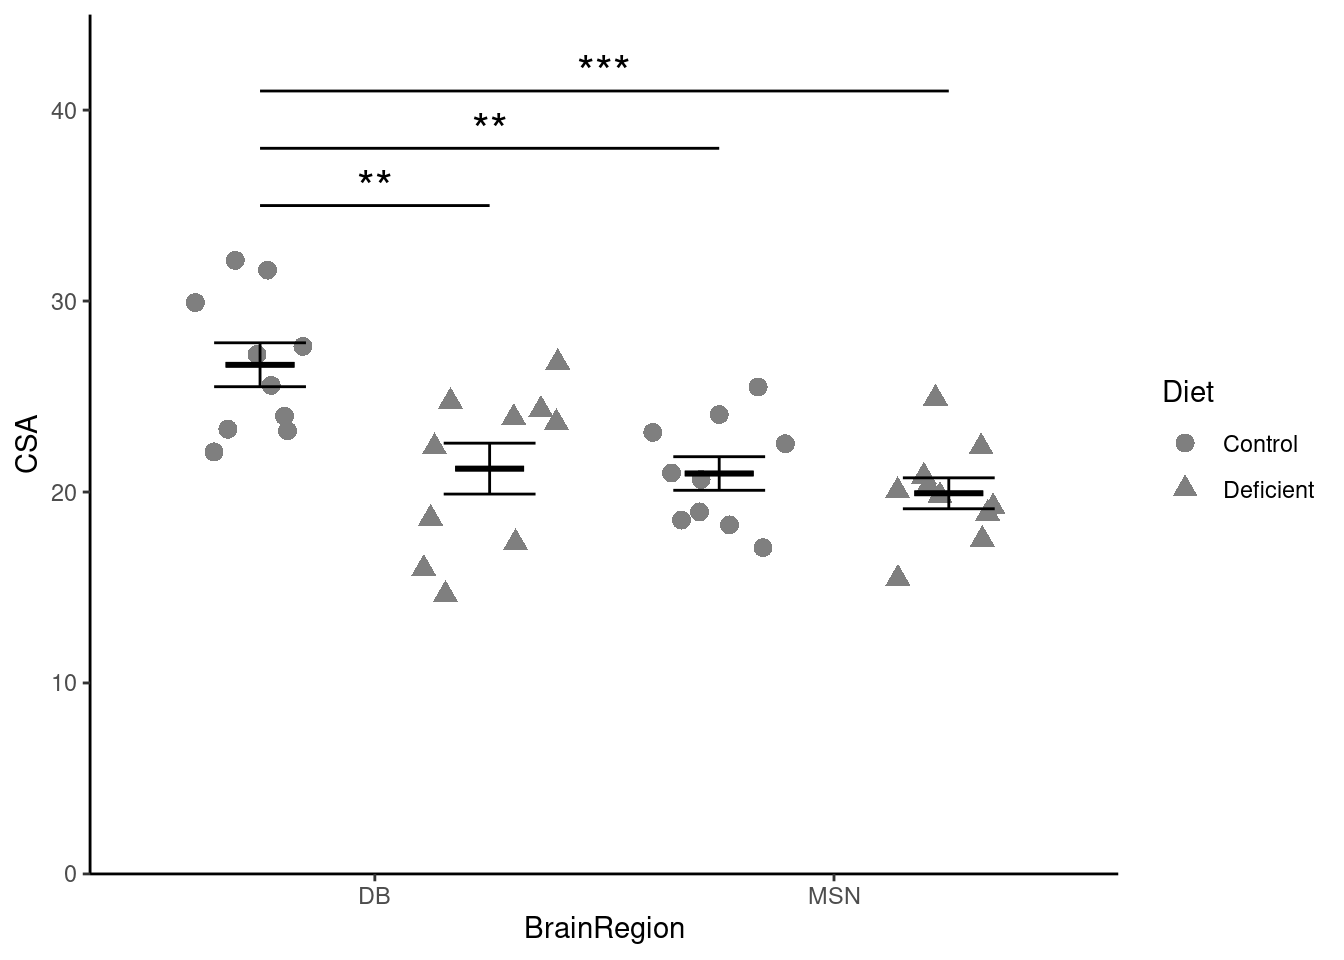 ***
**
**
40
30
20
10
0
CSA
DB
MSN
BrainRegion
Diet
Control
Deficient